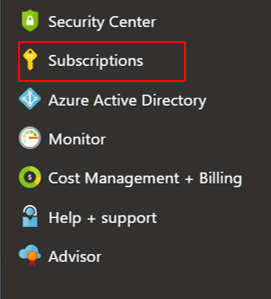 Security Center
Subscriptions
Azure Active Directory
Monitor
Cost Management + Billing
Help + support
Advisor